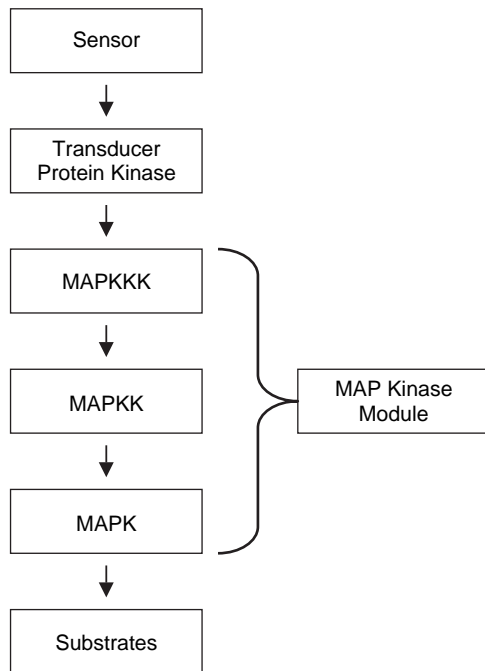 Sensor
Transducer
Protein Kinase
MAPKKK
MAPKK
MAP Kinase
Module
MAPK
Substrates